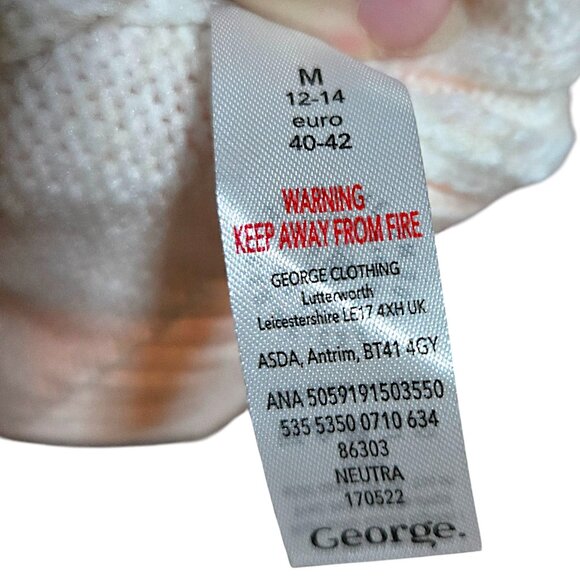 M
12-14
euro
40-42
WARNING
KEEP AWAY FROM FIRE
GEORGE CLOTHING
Lutterworth
Leicestershire LE17 4XH UK
ASDA, Antrim, BT41 4GY
ANA 5059191503550
535 5350 0710 634
86303
NEUTRA
170522
George.